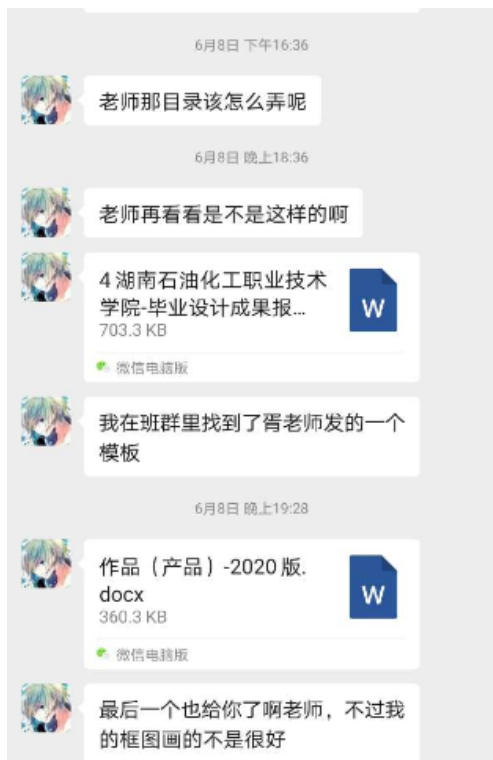 6月8日 下午16:36
老师那目录该怎么弄呢
6月8日 晚上18:36
老师再看看是不是这样的啊
4 湖南石油化工职业技术
学院-毕业设计成果报...
703.3 KB
微信电脑版
我在班群里找到了胥老师发的一个
模板
6月8日 晚上19:28
作品（产品）-2020 版.
docx
360.3 KB
微信电脑版
最后一个也给你了啊老师，不过我
的框图画的不是很好
W
W